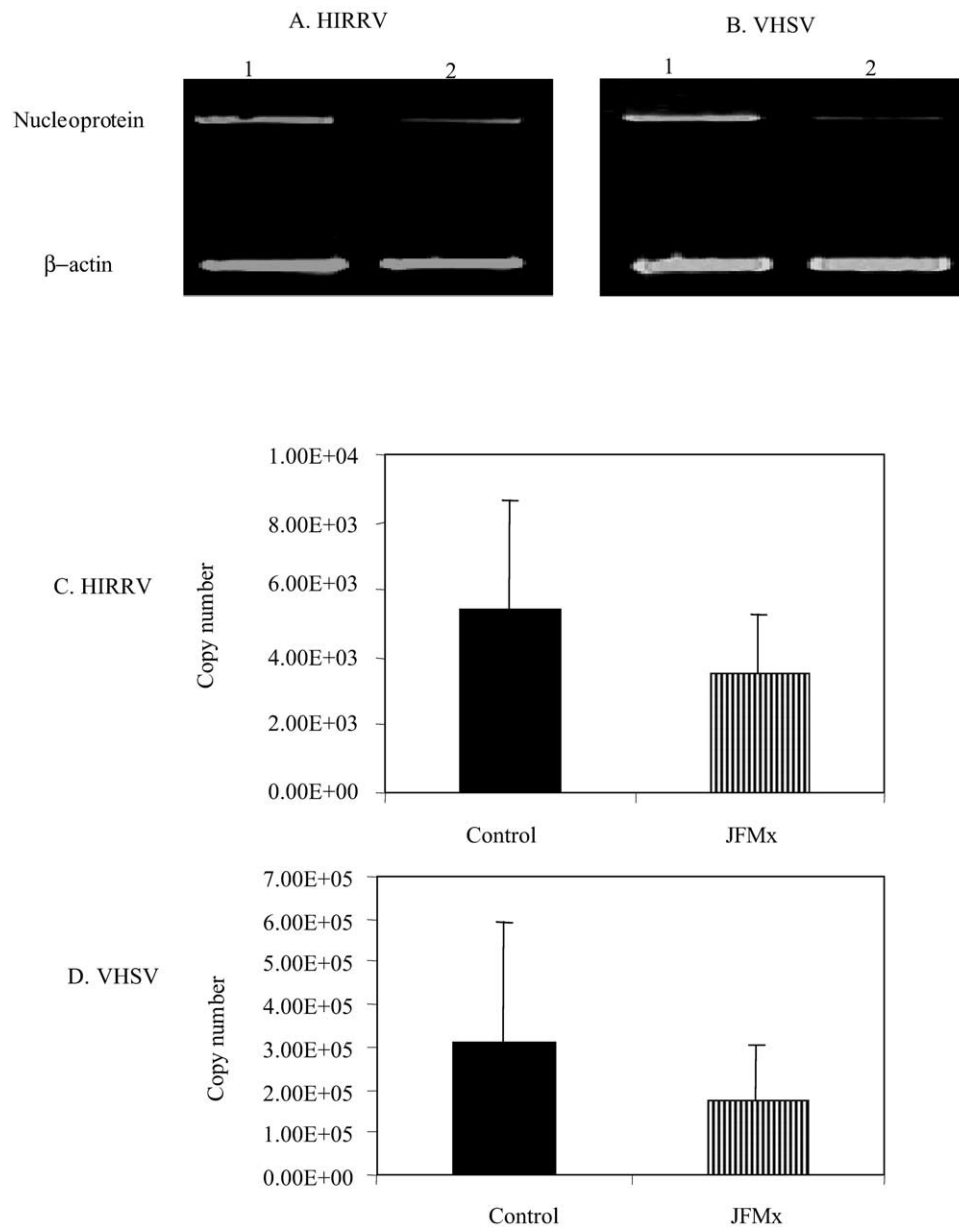 A. HIRRV
B. VHSV
1 2 1 2
Nucleoprotein
β–actin
C. HIRRV
Copy number
1.00E+04
8.00E+03
6.00E+03
4.00E+03
2.00E+03
0.00E+00
Control JFMx
D. VHSV
Copy number
7.00E+05
6.00E+05
5.00E+05
4.00E+05
3.00E+05
2.00E+05
1.00E+05
0.00E+00
Control JFMx